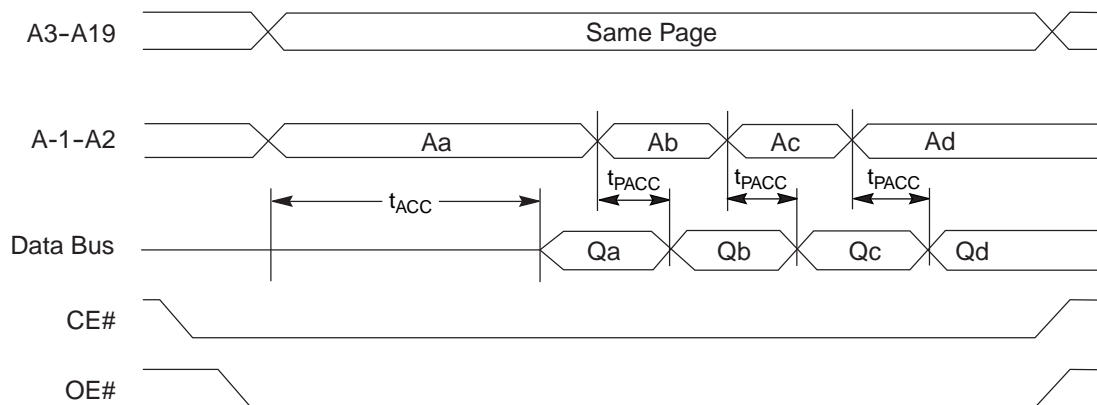 A3–A19
Same Page
A-1–A2
Aa
Ab
Ac
Ad
tACC
tPACC
tPACC
tPACC
Data Bus
Qa
Qb
Qc
Qd
CE#
OE#